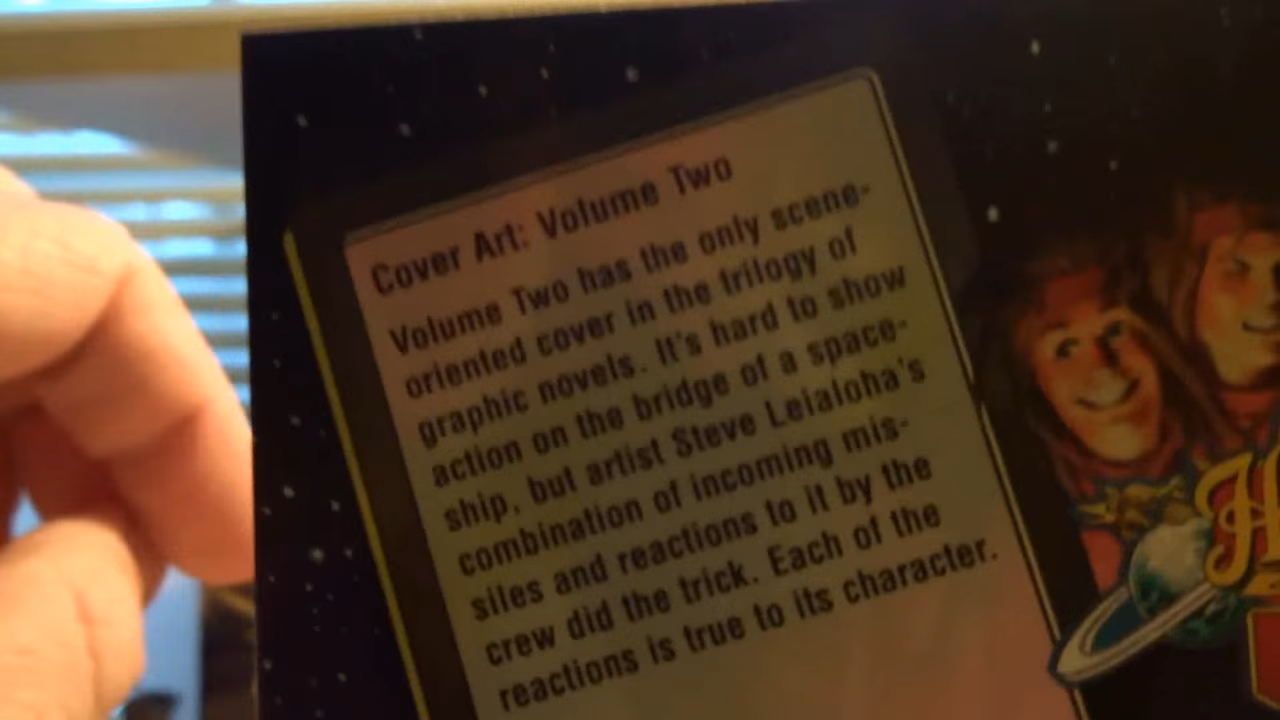 Cover Art: Volume Two
Volume Two has the only scene-
oriented cover in the trilogy of
graphic novels. It's hard to show
action on the bridge of a space-
ship, but artist Steve Leialoha's
combination of incoming mis-
siles and reactions to it by the
crew did the trick. Each of the
reactions is true to its character.
H